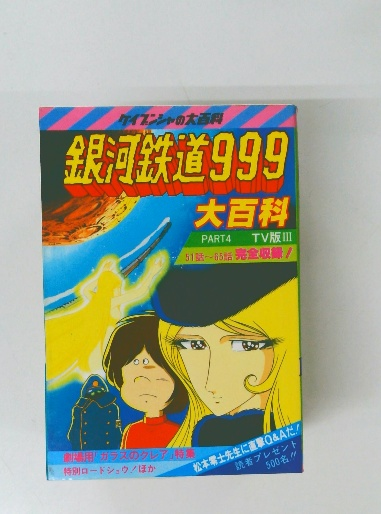 ケイブンシャの大百科
銀河鉄道999
大百科
PART4 TV版III
51話〜65話 完全収録！
劇場用「ガラスのクレア」特集
特別ロードショウ！ほか
松本零士先生に直撃Q&Aだ！
読者プレゼント
500名！！